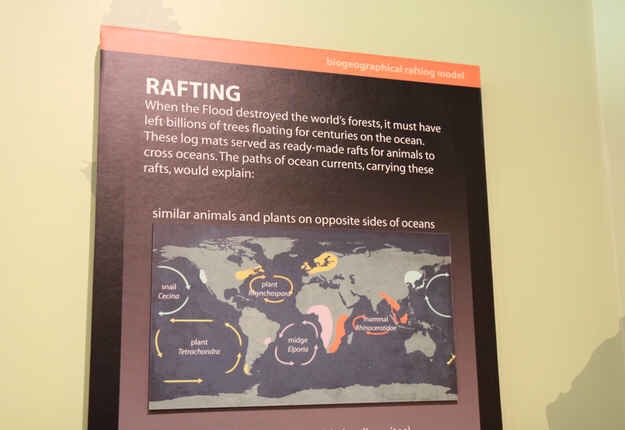 biogeographical rafting model
RAFTING
When the Flood destroyed the world's forests, it must have
left billions of trees floating for centuries on the ocean.
These log mats served as ready-made rafts for animals to
cross oceans. The paths of ocean currents, carrying these
rafts, would explain:
similar animals and plants on opposite sides of oceans
snail
Cecina
plant
Rhynchospora
plant
Tetrachondra
midge
Elporia
mammal
Rhinocerotidae